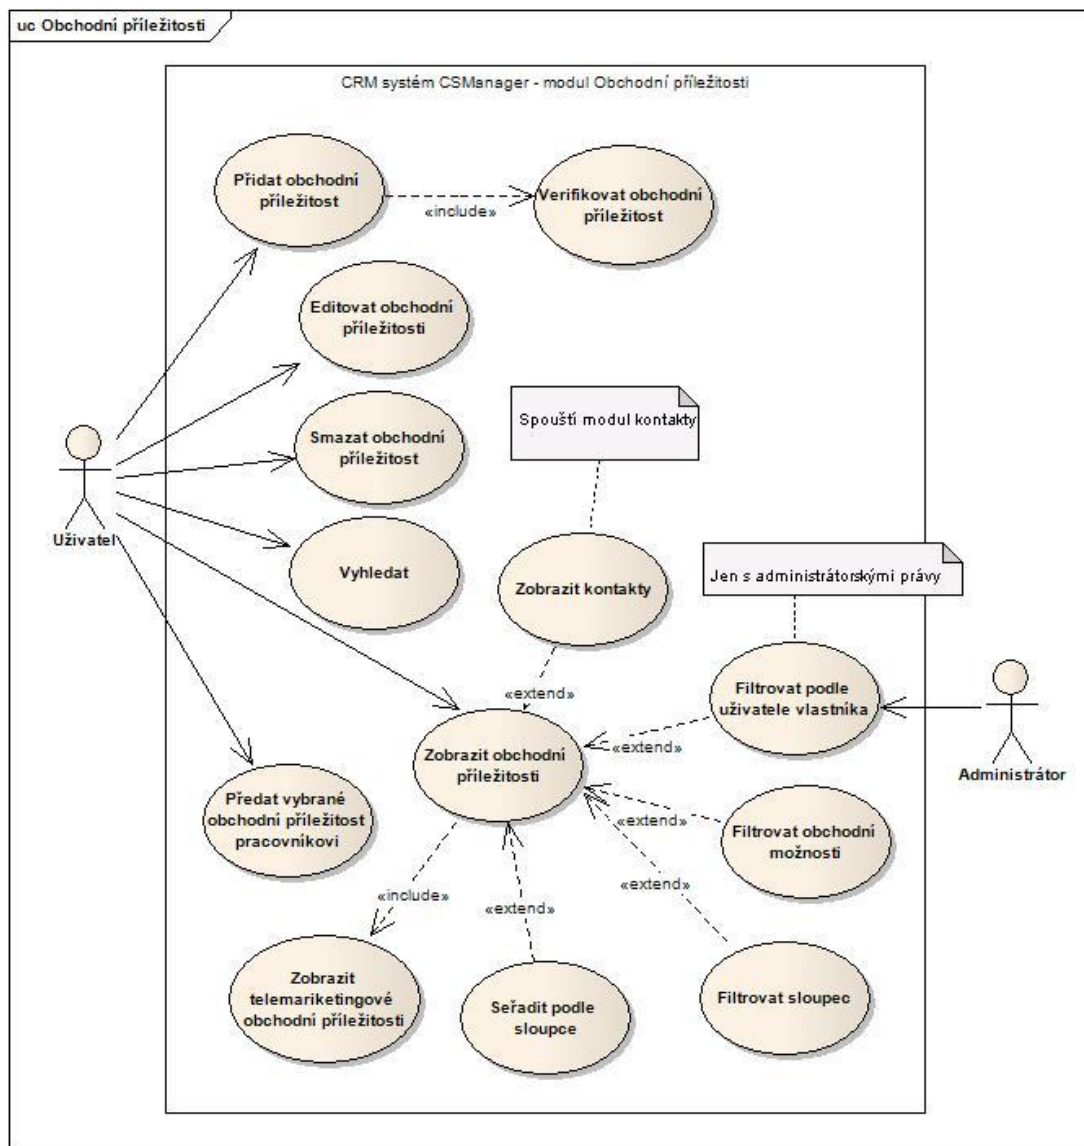 uc Obchodní příležitosti
CRM systém CSManager - modul Obchodní příležitosti
Přidat obchodní
příležitost
«include»
Verifikovat obchodní
příležitost
Editovat obchodní
příležitosti
Spouští modul kontakty
Smazat obchodní
příležitost
Uživatel
Vyhledat
Zobrazit kontakty
Jen s administrátorskými právy
«extend»
Filtrovat podle
uživatele vlastníka
Administrátor
Zobrazit obchodní
příležitosti
«extend»
Předat vybrané
obchodní příležitost
pracovníkovi
«extend»
Filtrovat obchodní
možnosti
«include»
«extend»
«extend»
Zobrazit
telemariketingové
obchodní příležitosti
Seřadit podle
sloupce
Filtrovat sloupec